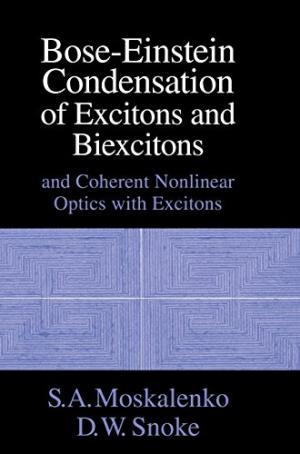 Bose-Einstein
Condensation
of Excitons and
Biexcitons
and Coherent Nonlinear
Optics with Excitons
S.A. Moskalenko
D.W. Snoke